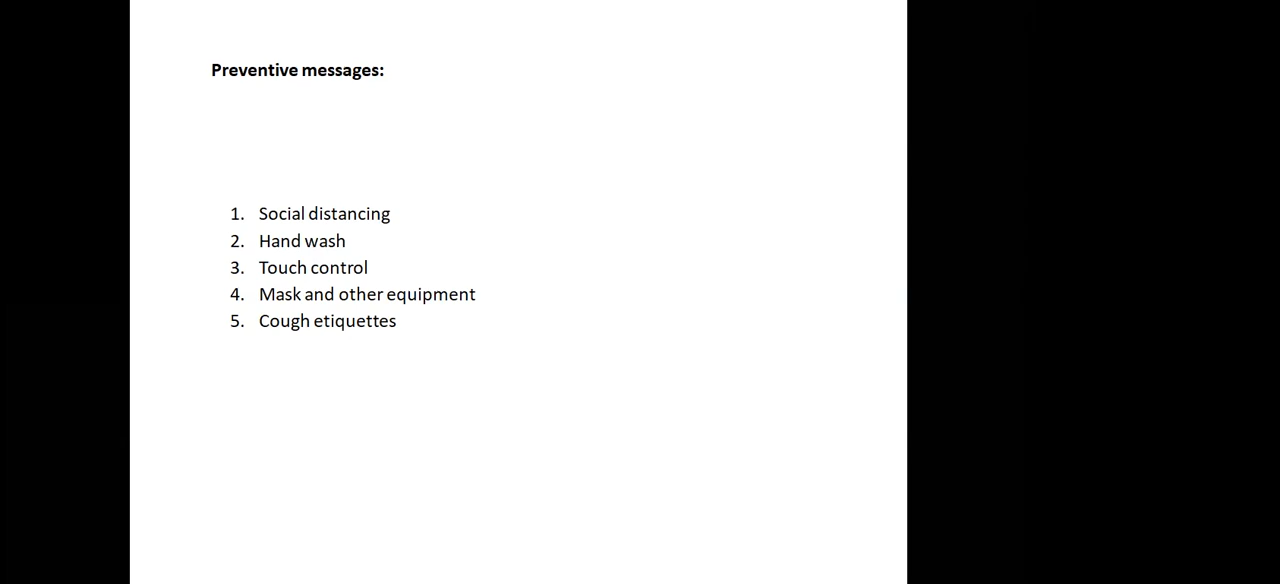 Preventive messages:
1. Social distancing
2. Hand wash
3. Touch control
4. Mask and other equipment
5. Cough etiquettes